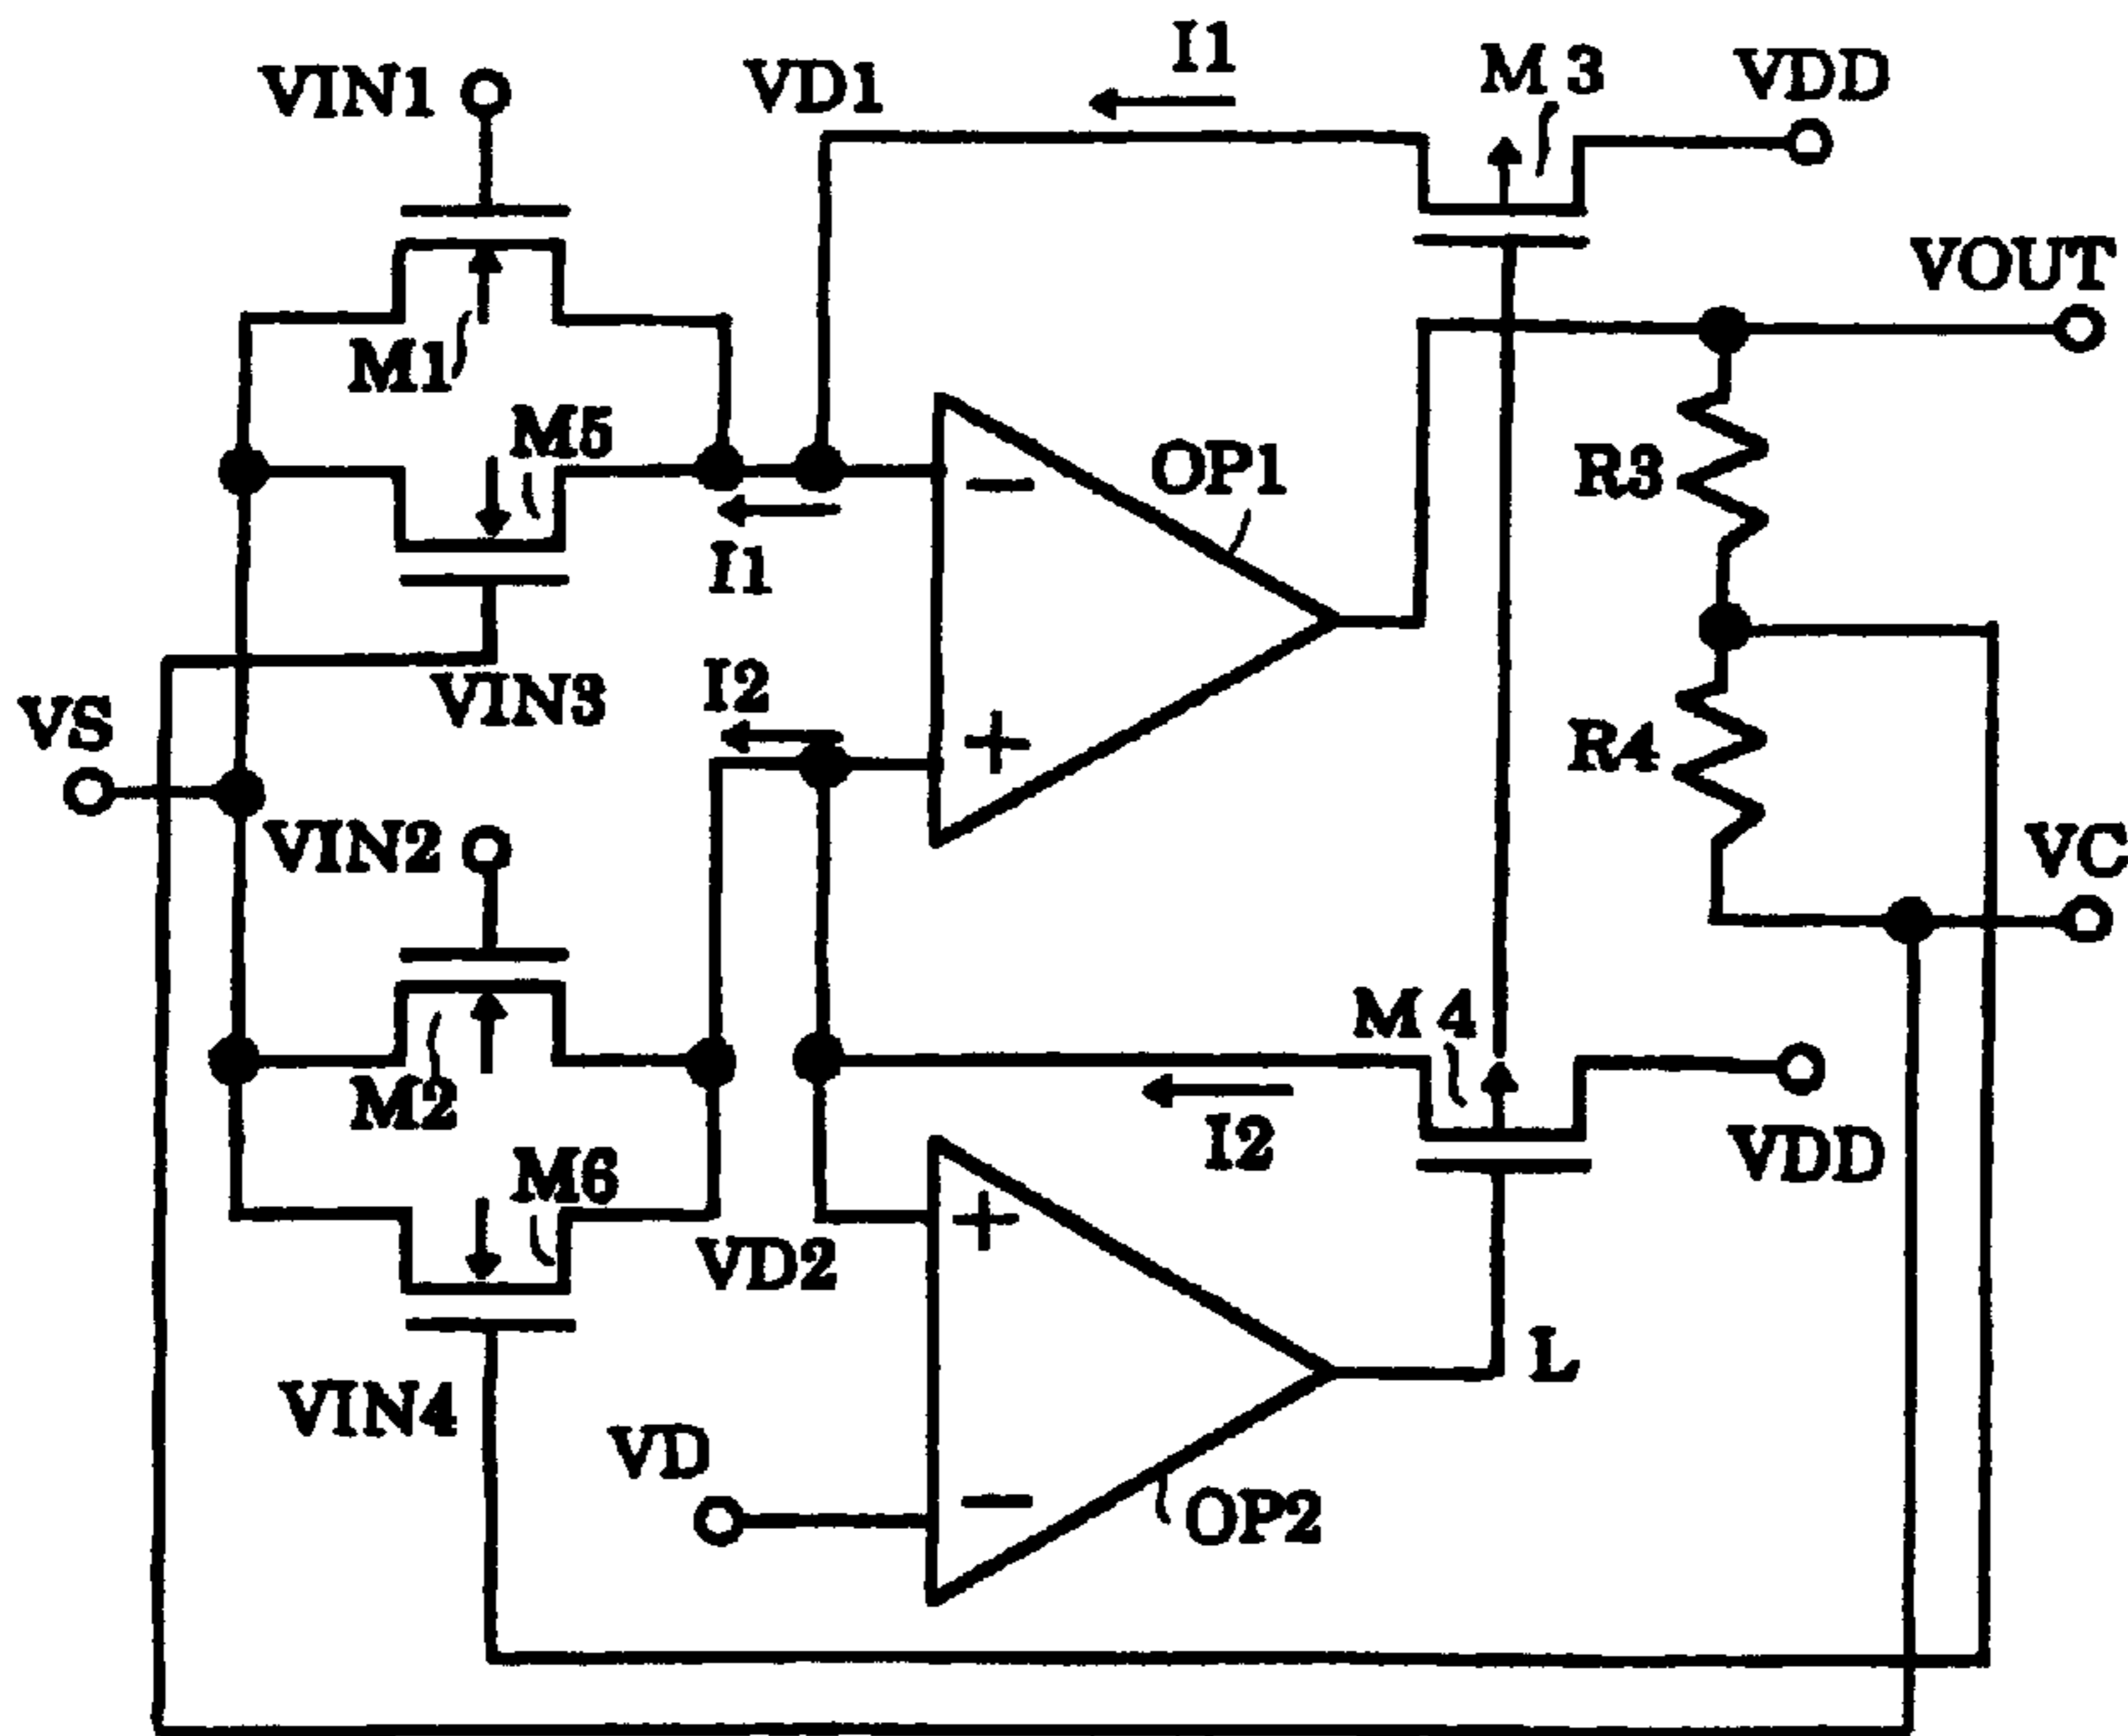 I1
M3
VDD
VIN1
VD1
VOUT
M1
M5
OP1
R3
I1
I2
VIN3
VS
R4
+
VIN2
VC
M4
M2
I2
VDD
M6
+
VD2
L
VIN4
VD
OP2